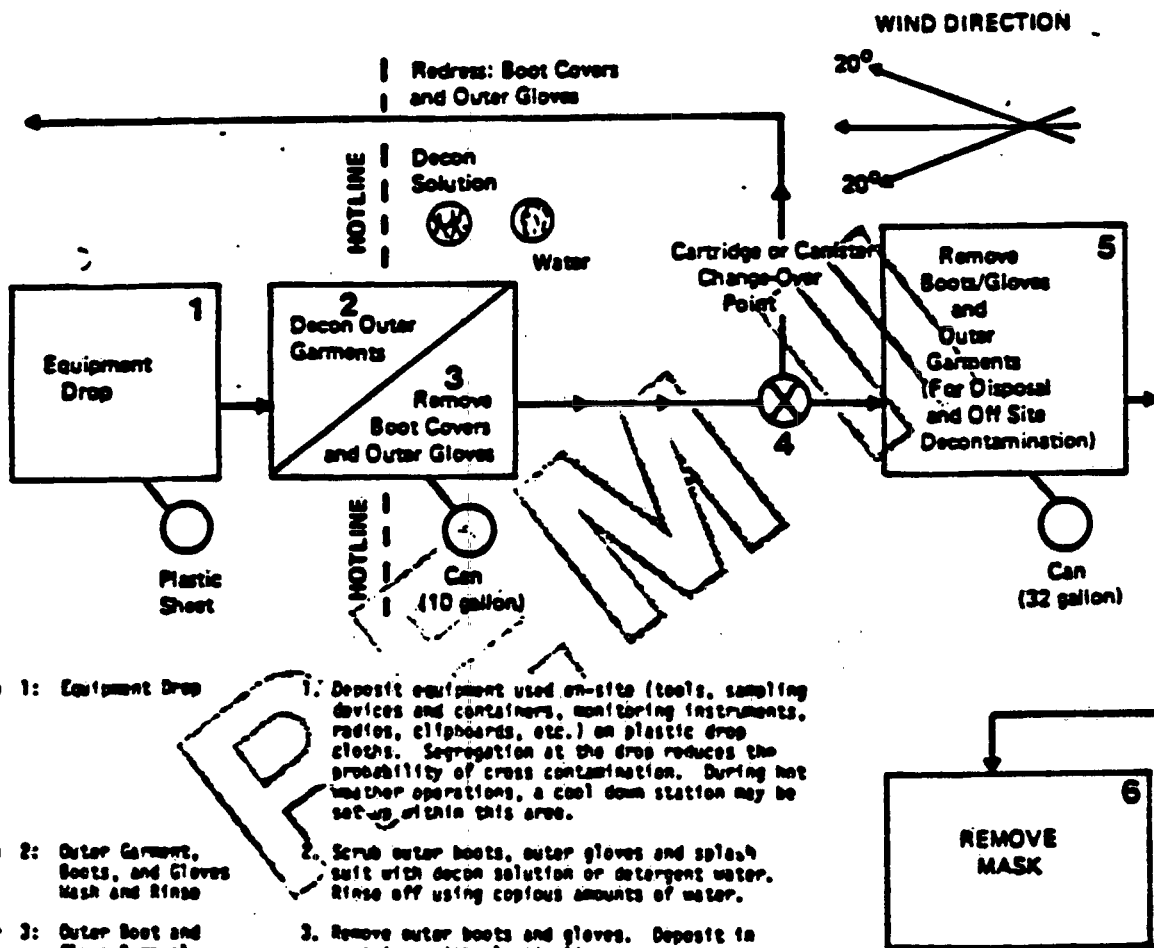 WIND DIRECTION
20°
20°
Redress: Boot Covers
and Outer Gloves
HOTLINE
Decon
Solution
Water
Cartridge or Canister
Change-Over
Point
1
Equipment
Drop
2
Decon Outer
Garments
3
Remove
Boot Covers
and Outer Gloves
4
5
Remove
Boots/Gloves
and
Outer
Garments
(For Disposal
and Off Site
Decontamination)
HOTLINE
Plastic
Sheet
Can
(10 gallon)
Can
(32 gallon)
1: Equipment Drop
1. Deposit equipment used on-site (tools, sampling
devices and containers, monitoring instruments,
radios, clipboards, etc.) on plastic drop
cloths. Segregation at the drop reduces the
probability of cross contamination. During hot
weather operations, a cool down station may be
set up within this area.
2: Outer Garment,
Boots, and Gloves
Wash and Rinse
2. Scrub outer boots, outer gloves and splash
suit with decon solution or detergent water.
Rinse off using copious amounts of water.
3: Outer Boot and
3. Remove outer boots and gloves. Deposit in
6
REMOVE
MASK